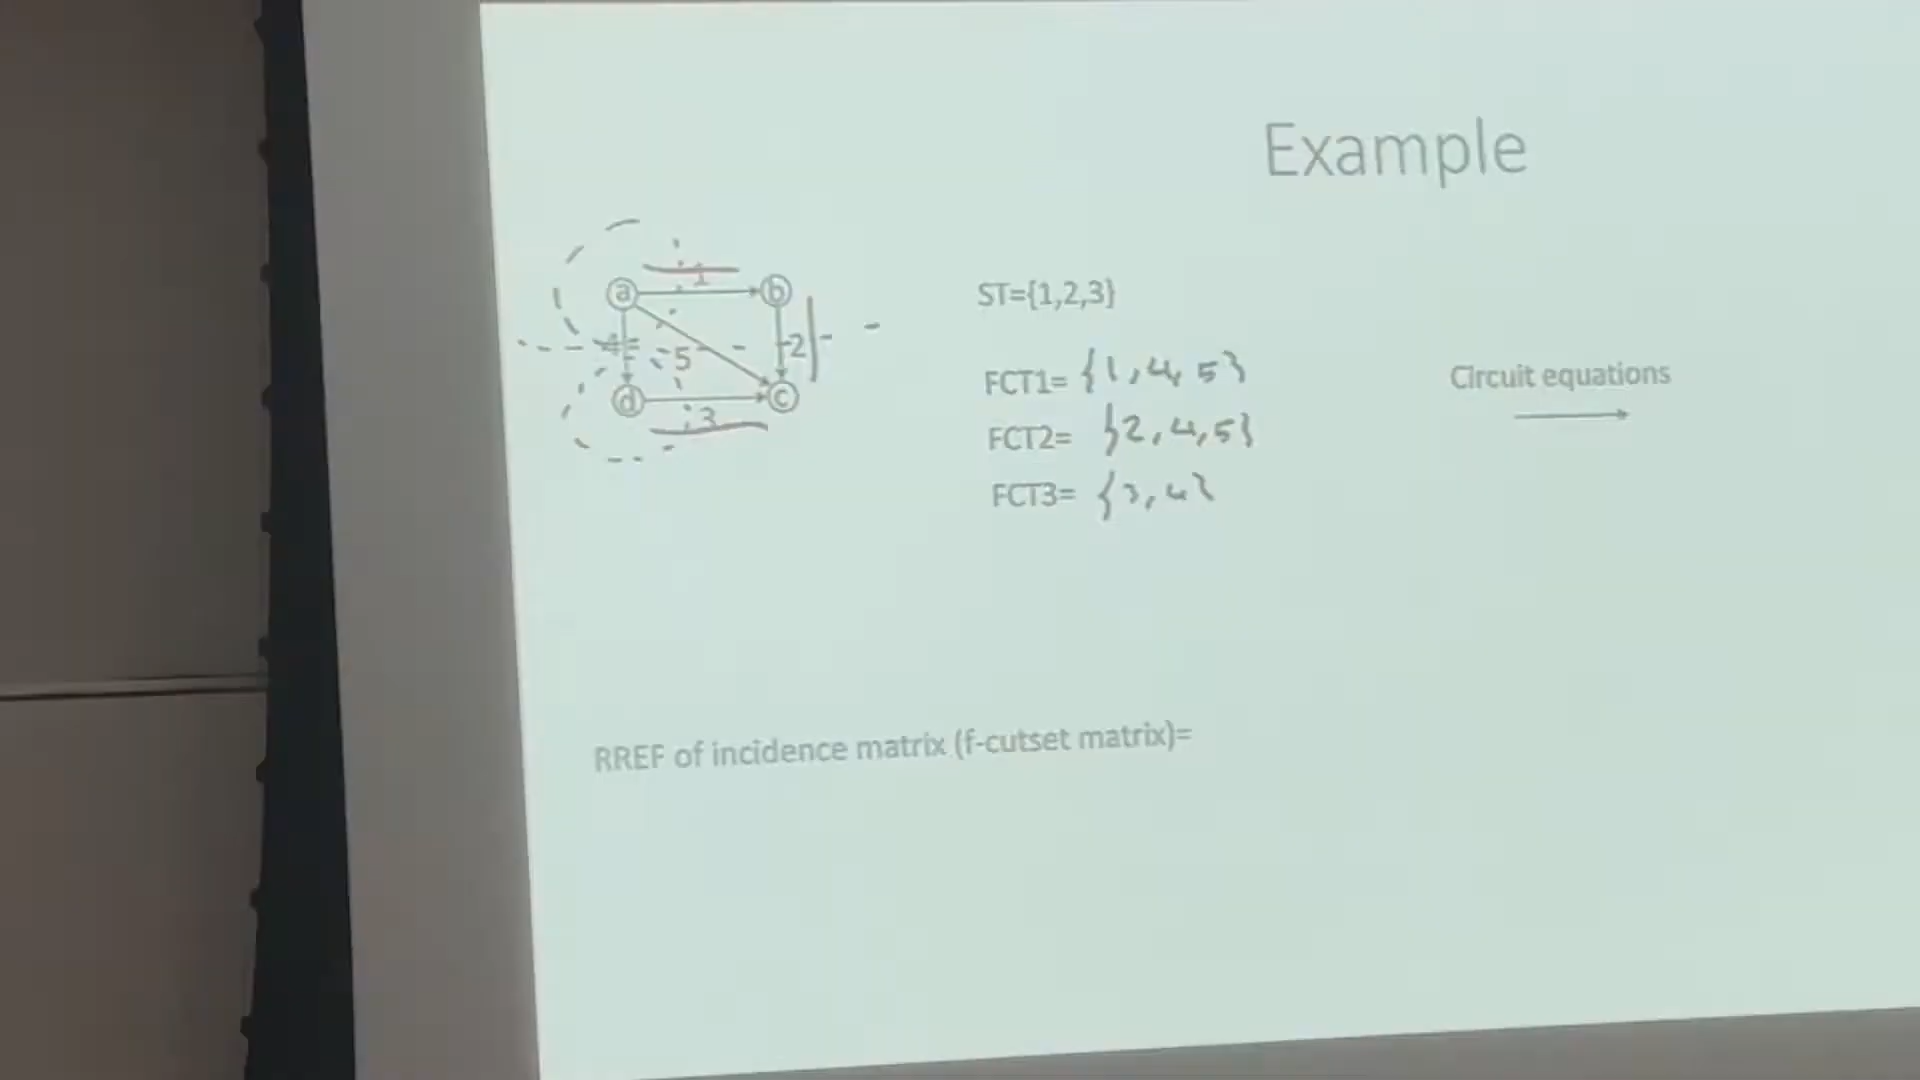 Example
a 1 b
4 5 2
d 3 c
ST={1,2,3}
FCT1= {1,4,5}
FCT2= {2,4,5}
FCT3= {3,4}
Circuit equations
RREF of incidence matrix (f-cutset matrix)=